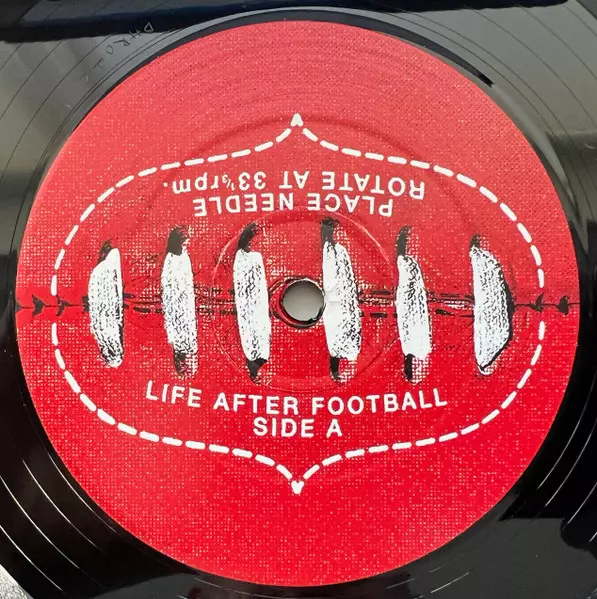 PLACE NEEDLE
ROTATE AT 33⅓rpm.
LIFE AFTER FOOTBALL
SIDE A